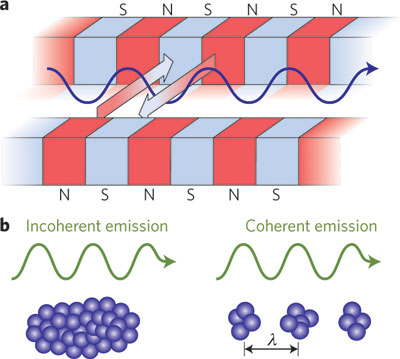 a
S N S N S N
N S N S N S
b
Incoherent emission Coherent emission
λ